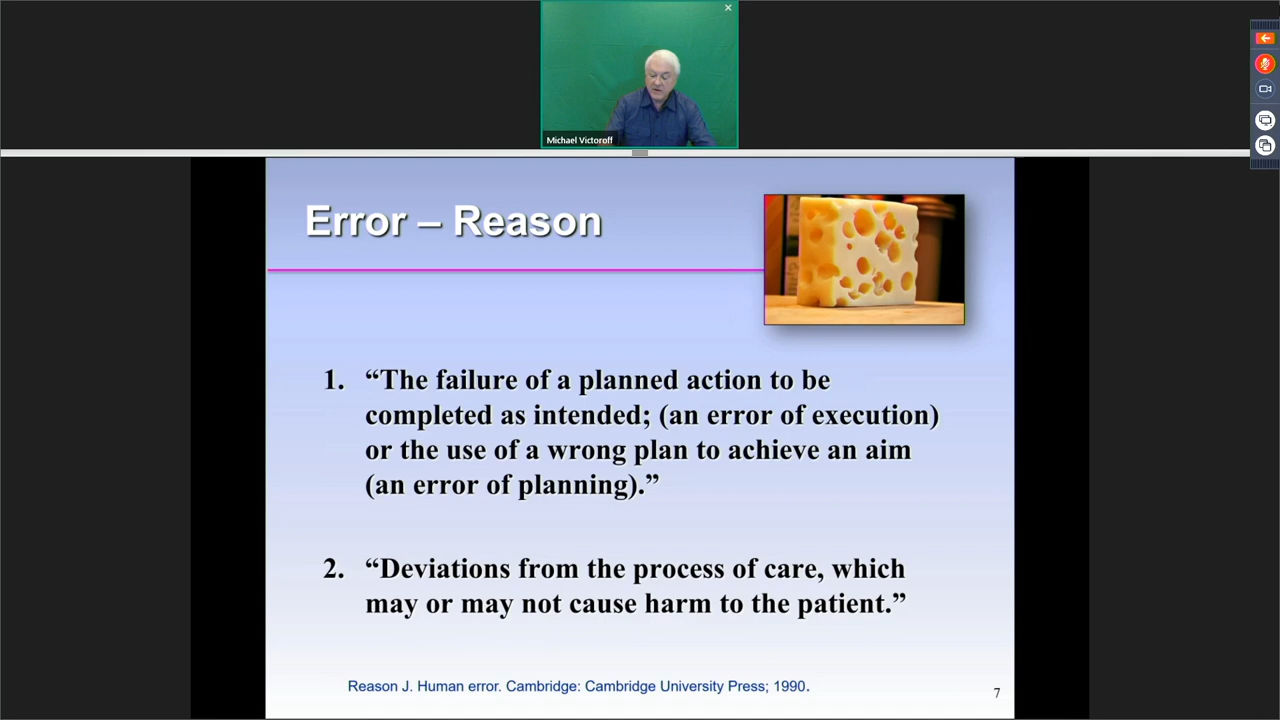 Michael Victoroff
Error – Reason
1. “The failure of a planned action to be
completed as intended; (an error of execution)
or the use of a wrong plan to achieve an aim
(an error of planning).”
2. “Deviations from the process of care, which
may or may not cause harm to the patient.”
Reason J. Human error. Cambridge: Cambridge University Press; 1990.
7